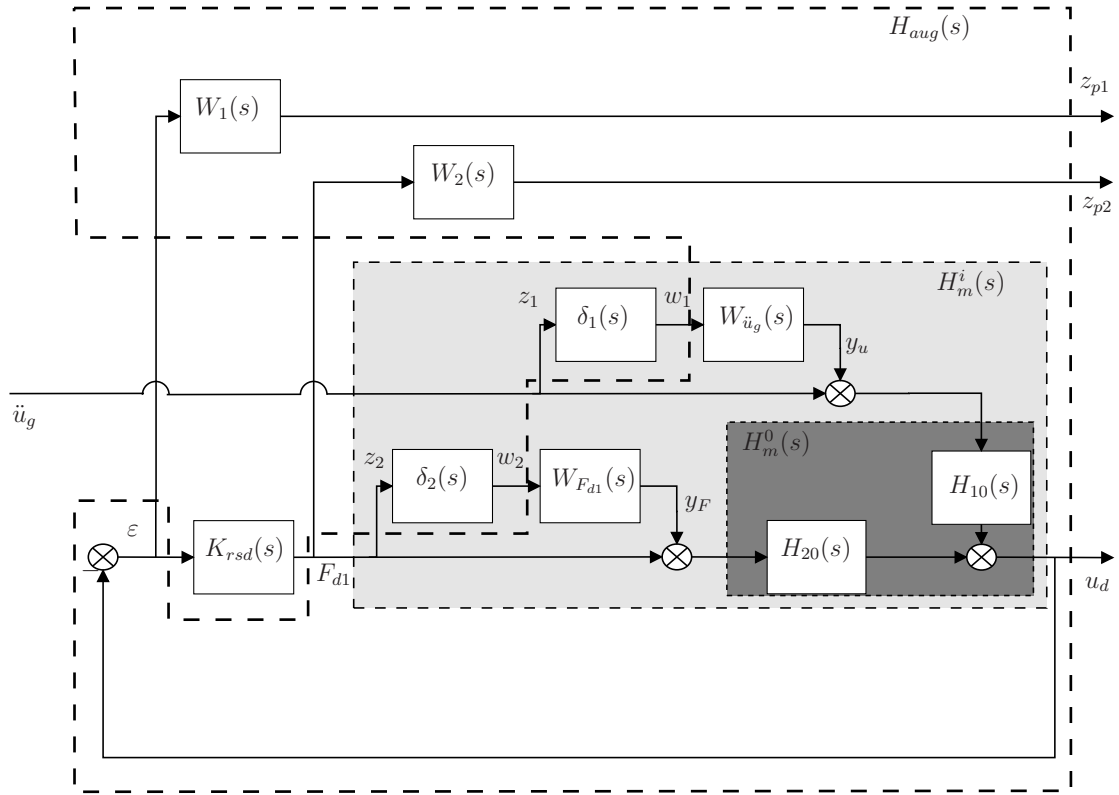 H_{aug}(s)
z_{p1}
W_1(s)
W_2(s)
z_{p2}
H_m^i(s)
z_1
δ_1(s)
w_1
W_{ü_g}(s)
y_u
ü_g
H_m^0(s)
z_2
δ_2(s)
w_2
W_{F_{d1}}(s)
y_F
H_{10}(s)
ε
K_{rsd}(s)
F_{d1}
H_{20}(s)
−
u_d